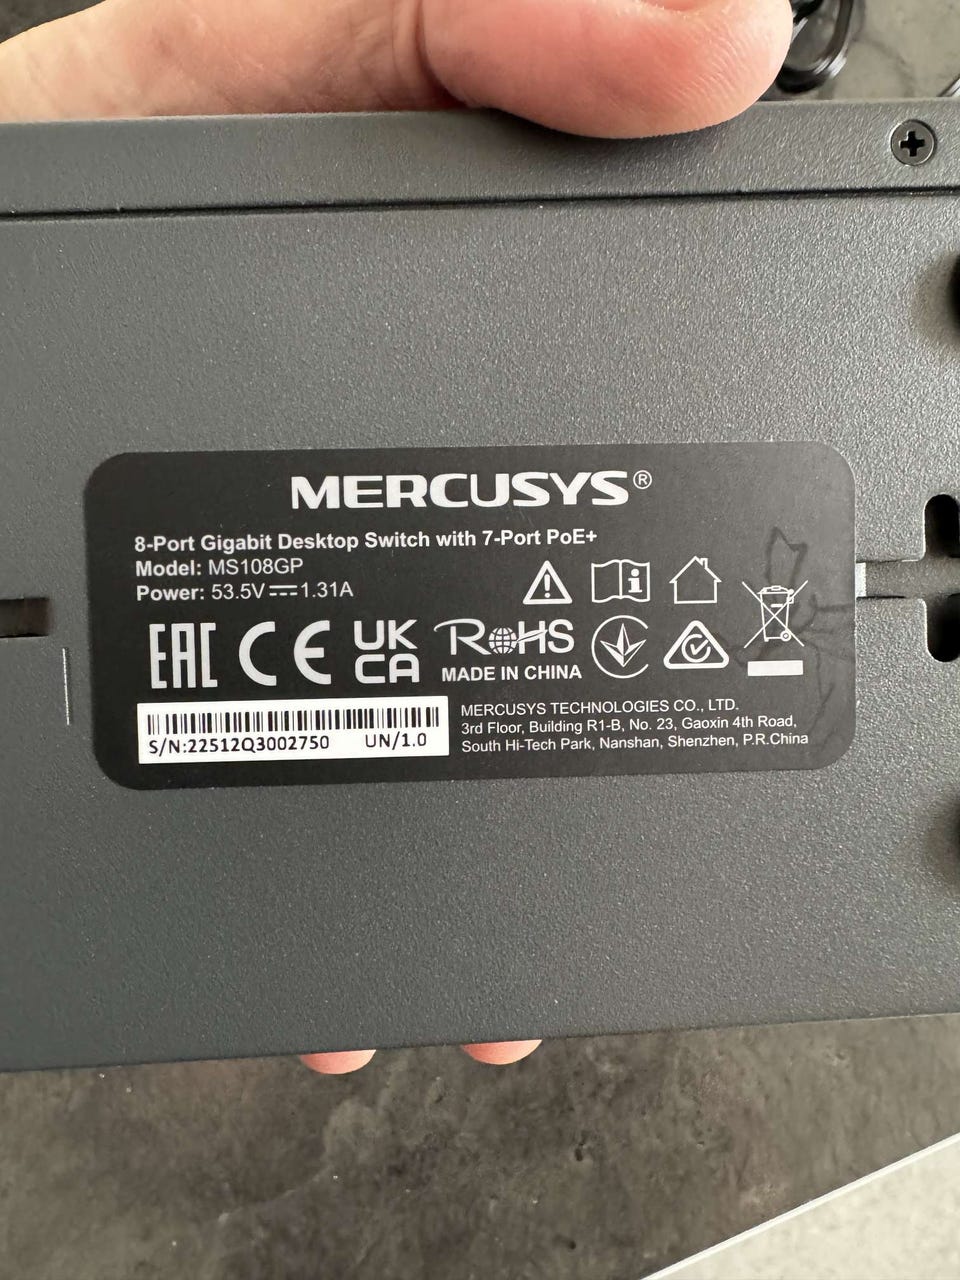 MERCUSYS®
8-Port Gigabit Desktop Switch with 7-Port PoE+
Model: MS108GP
Power: 53.5V⎓1.31A
EAC CE UK CA RoHS
MADE IN CHINA
S/N:22512Q3002750 UN/1.0
MERCUSYS TECHNOLOGIES CO., LTD.
3rd Floor, Building R1-B, No. 23, Gaoxin 4th Road,
South Hi-Tech Park, Nanshan, Shenzhen, P.R.China